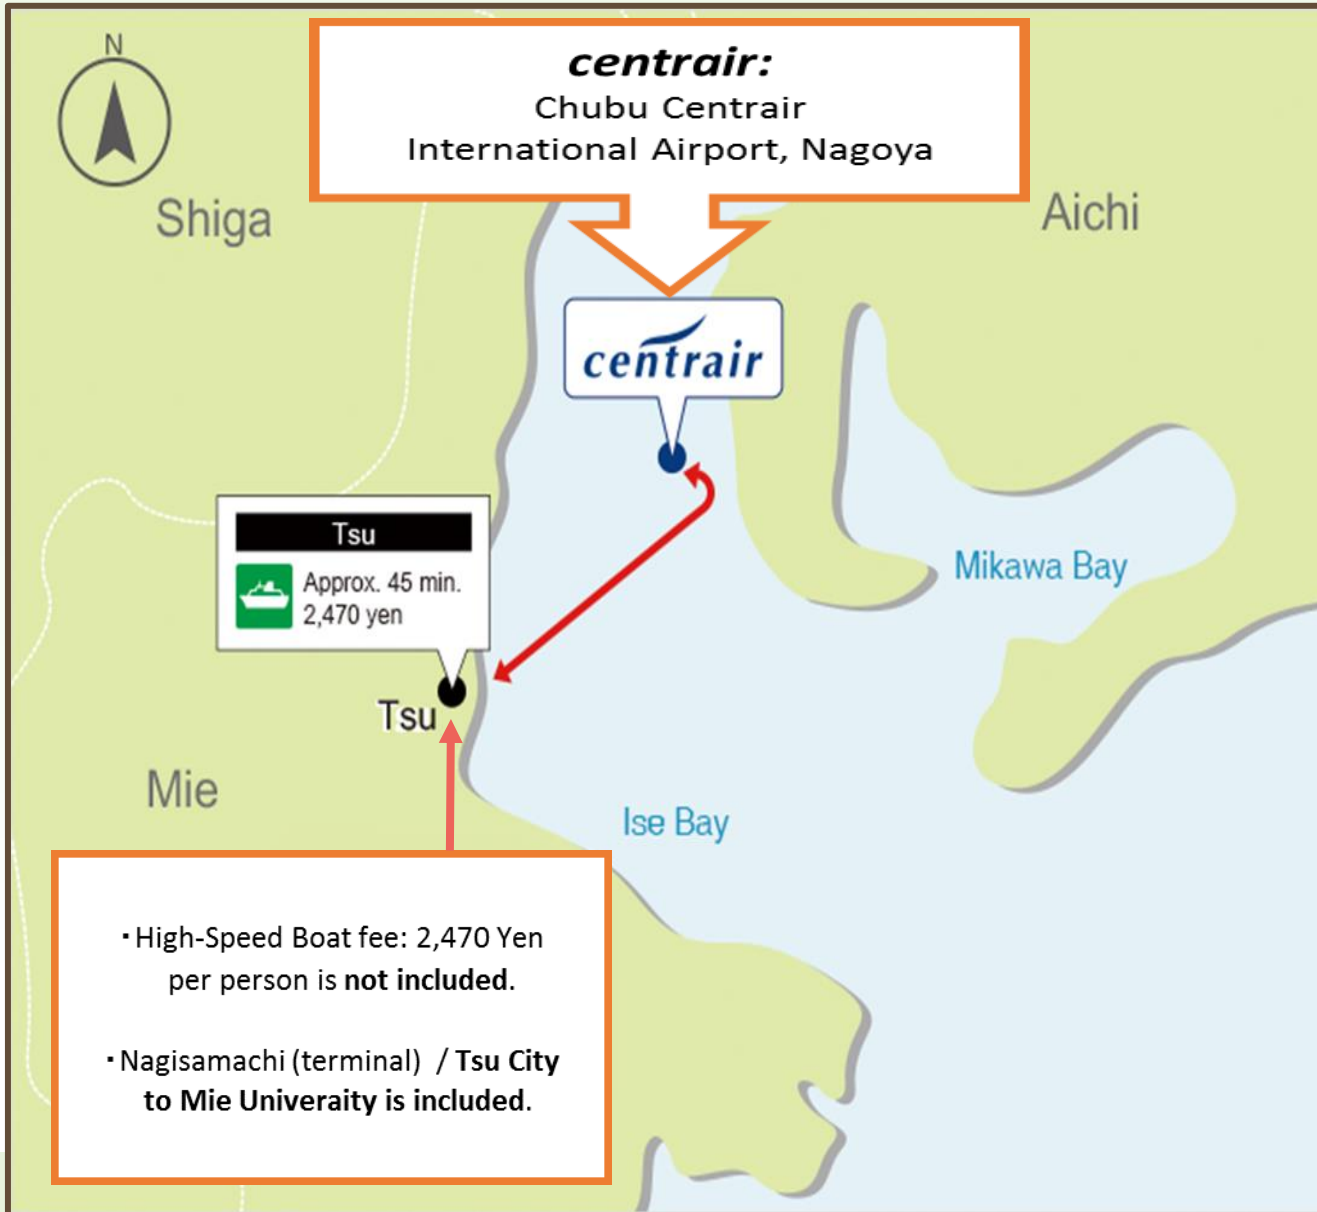 N
centrair:
Chubu Centrair
International Airport, Nagoya
Shiga
Aichi
centrair
Tsu
Approx. 45 min.
2,470 yen
Mikawa Bay
Tsu
Mie
Ise Bay
・High-Speed Boat fee: 2,470 Yen
per person is not included.
・Nagisamachi (terminal) / Tsu City
to Mie Univeraity is included.